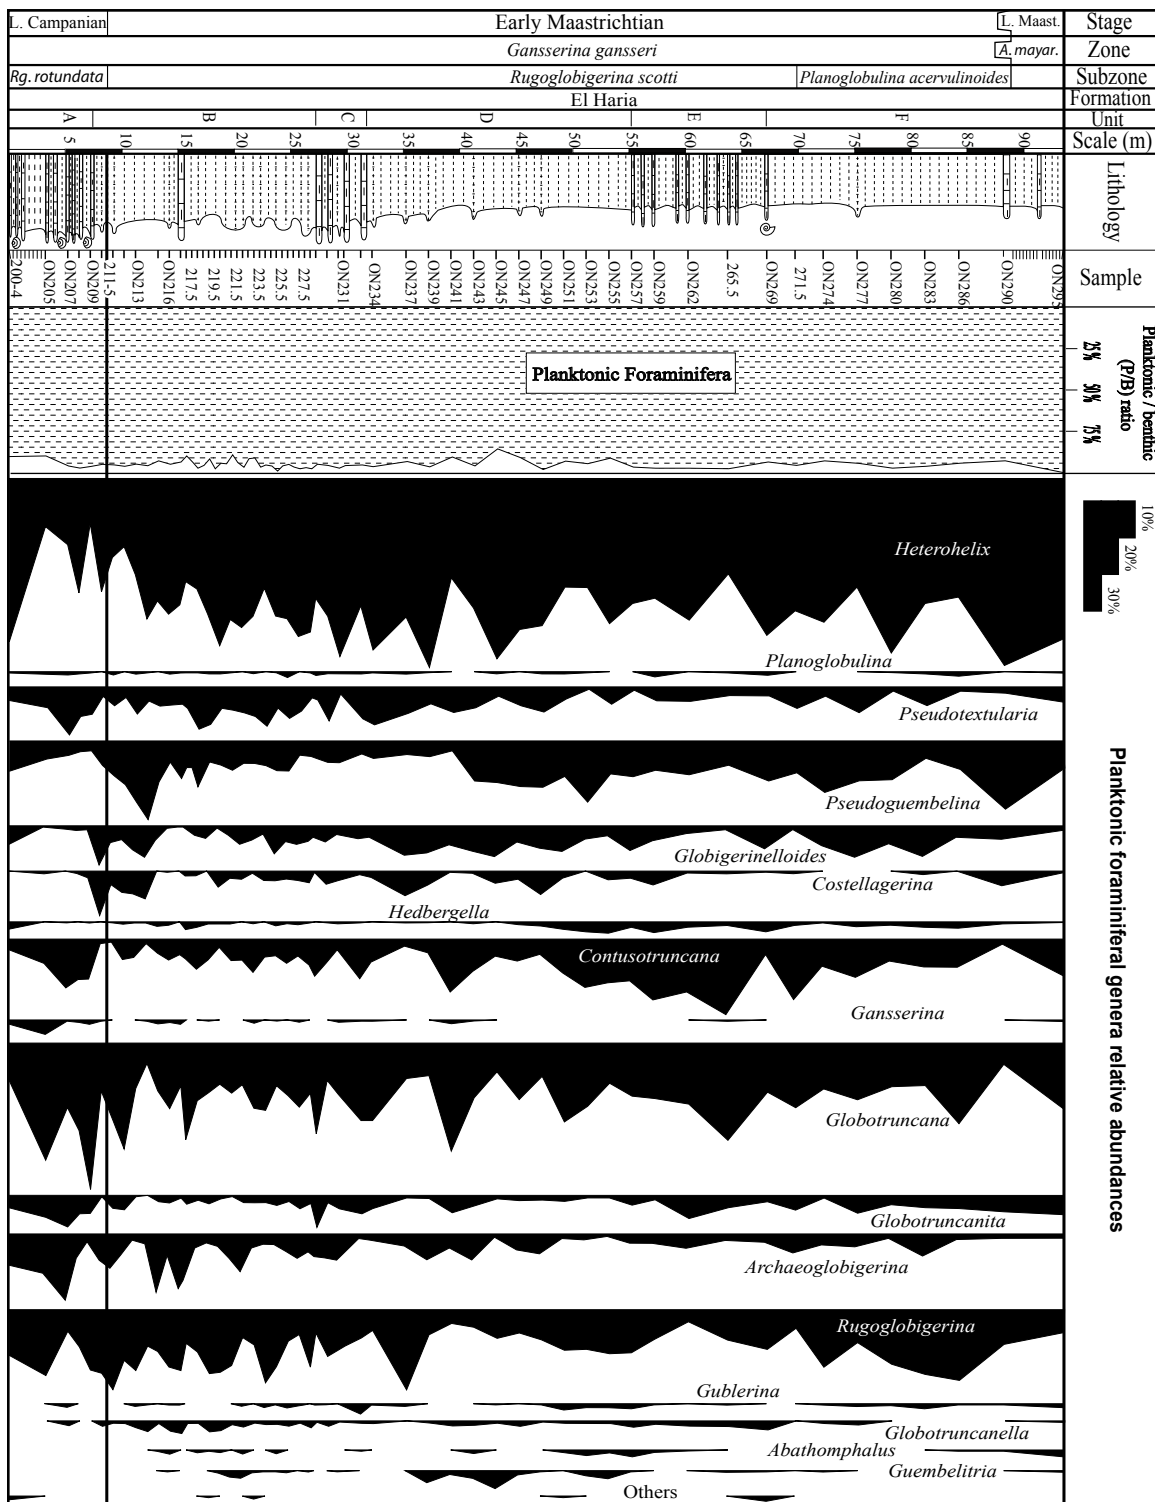 L. Campanian Early Maastrichtian L. Maast. Stage
Gansserina gansseri A. mayar. Zone
Rg. rotundata Rugoglobigerina scotti Planoglobulina acervulinoides Subzone
El Haria Formation
A B C D E F Unit
5 10 15 20 25 30 35 40 45 50 55 60 65 70 75 80 85 90 Scale (m)
Lithology
200-4 ON205 ON207 ON209 211-5 ON213 ON216 217.5 219.5 221.5 223.5 225.5 227.5 ON231 ON234 ON237 ON239 ON241 ON243 ON245 ON247 ON249 ON251 ON253 ON255 ON257 ON259 ON262 265.5 ON269 271.5 ON274 ON277 ON280 ON283 ON286 ON290 ON295 Sample
Planktonic / benthic
(P/B) ratio
25%
50%
75%
Planktonic Foraminifera
10%
20%
30%
Planktonic foraminiferal genera relative abundances
Heterohelix
Planoglobulina
Pseudotextularia
Pseudoguembelina
Globigerinelloides
Costellagerina
Hedbergella
Contusotruncana
Gansserina
Globotruncana
Globotruncanita
Archaeoglobigerina
Rugoglobigerina
Gublerina
Globotruncanella
Abathomphalus
Guembelitria
Others